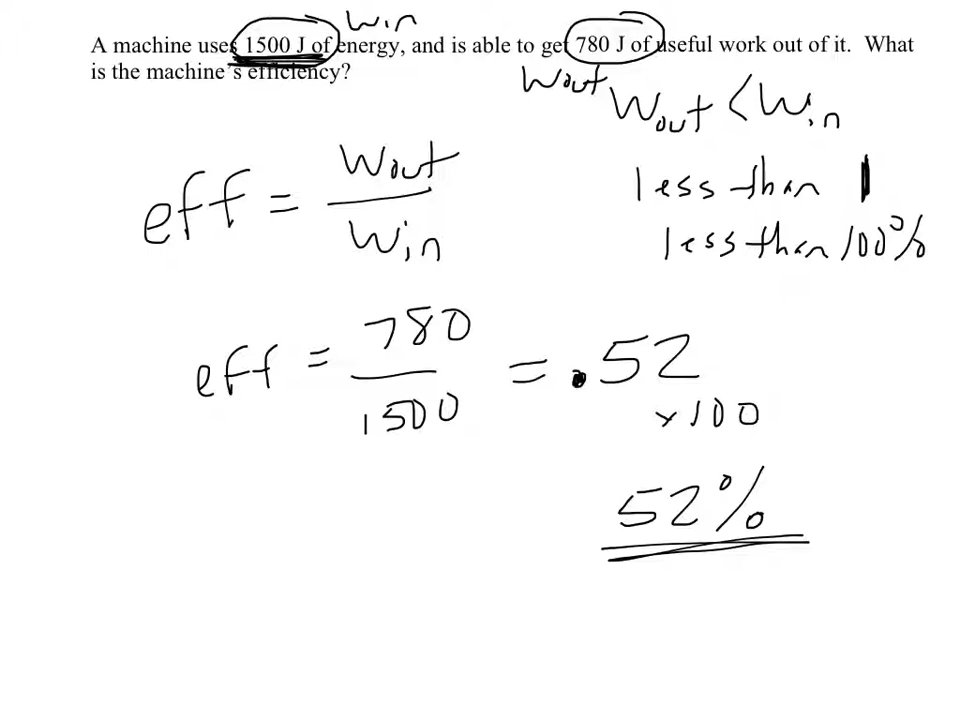 Win
A machine uses 1500 J of energy, and is able to get 780 J of useful work out of it. What
is the machine's efficiency?
Wout
Wout < Win
eff = Wout / Win
less than 1
less than 100%
eff = 780 / 1500 = .52
x100
52%